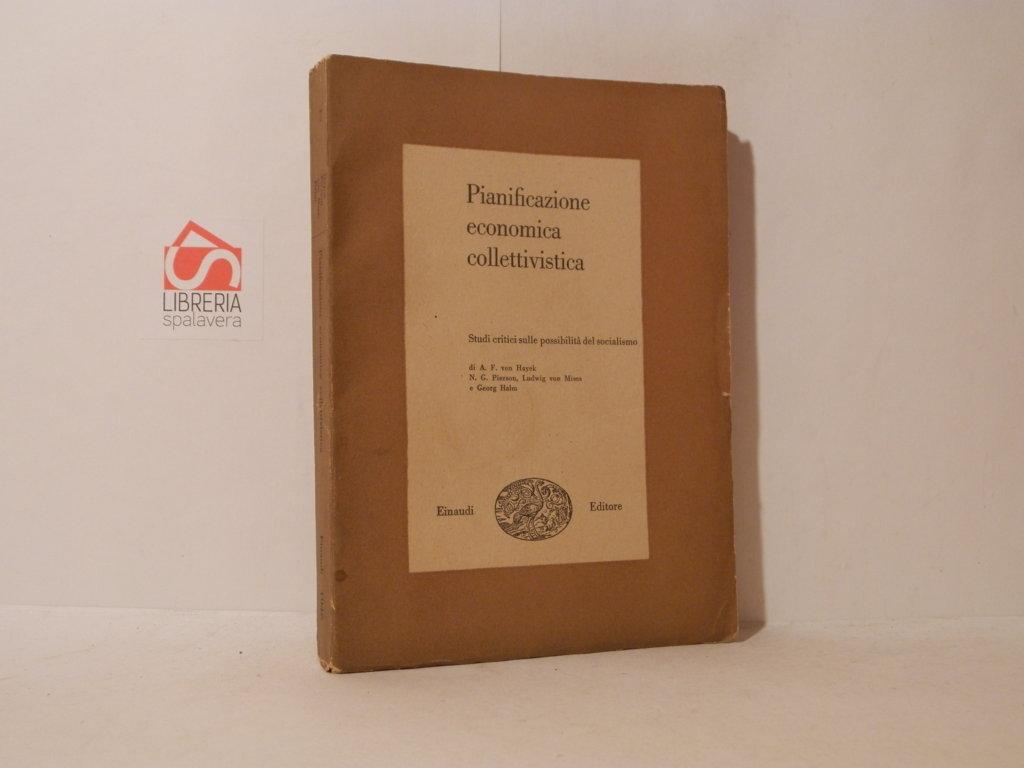 Pianificazione
economica
collettivistica
Studi critici sulle possibilità del socialismo
di A. F. von Hayek
N. G. Pierson, Ludwig von Mises
e Georg Halm
Einaudi
Editore
LIBRERIA
spalavera